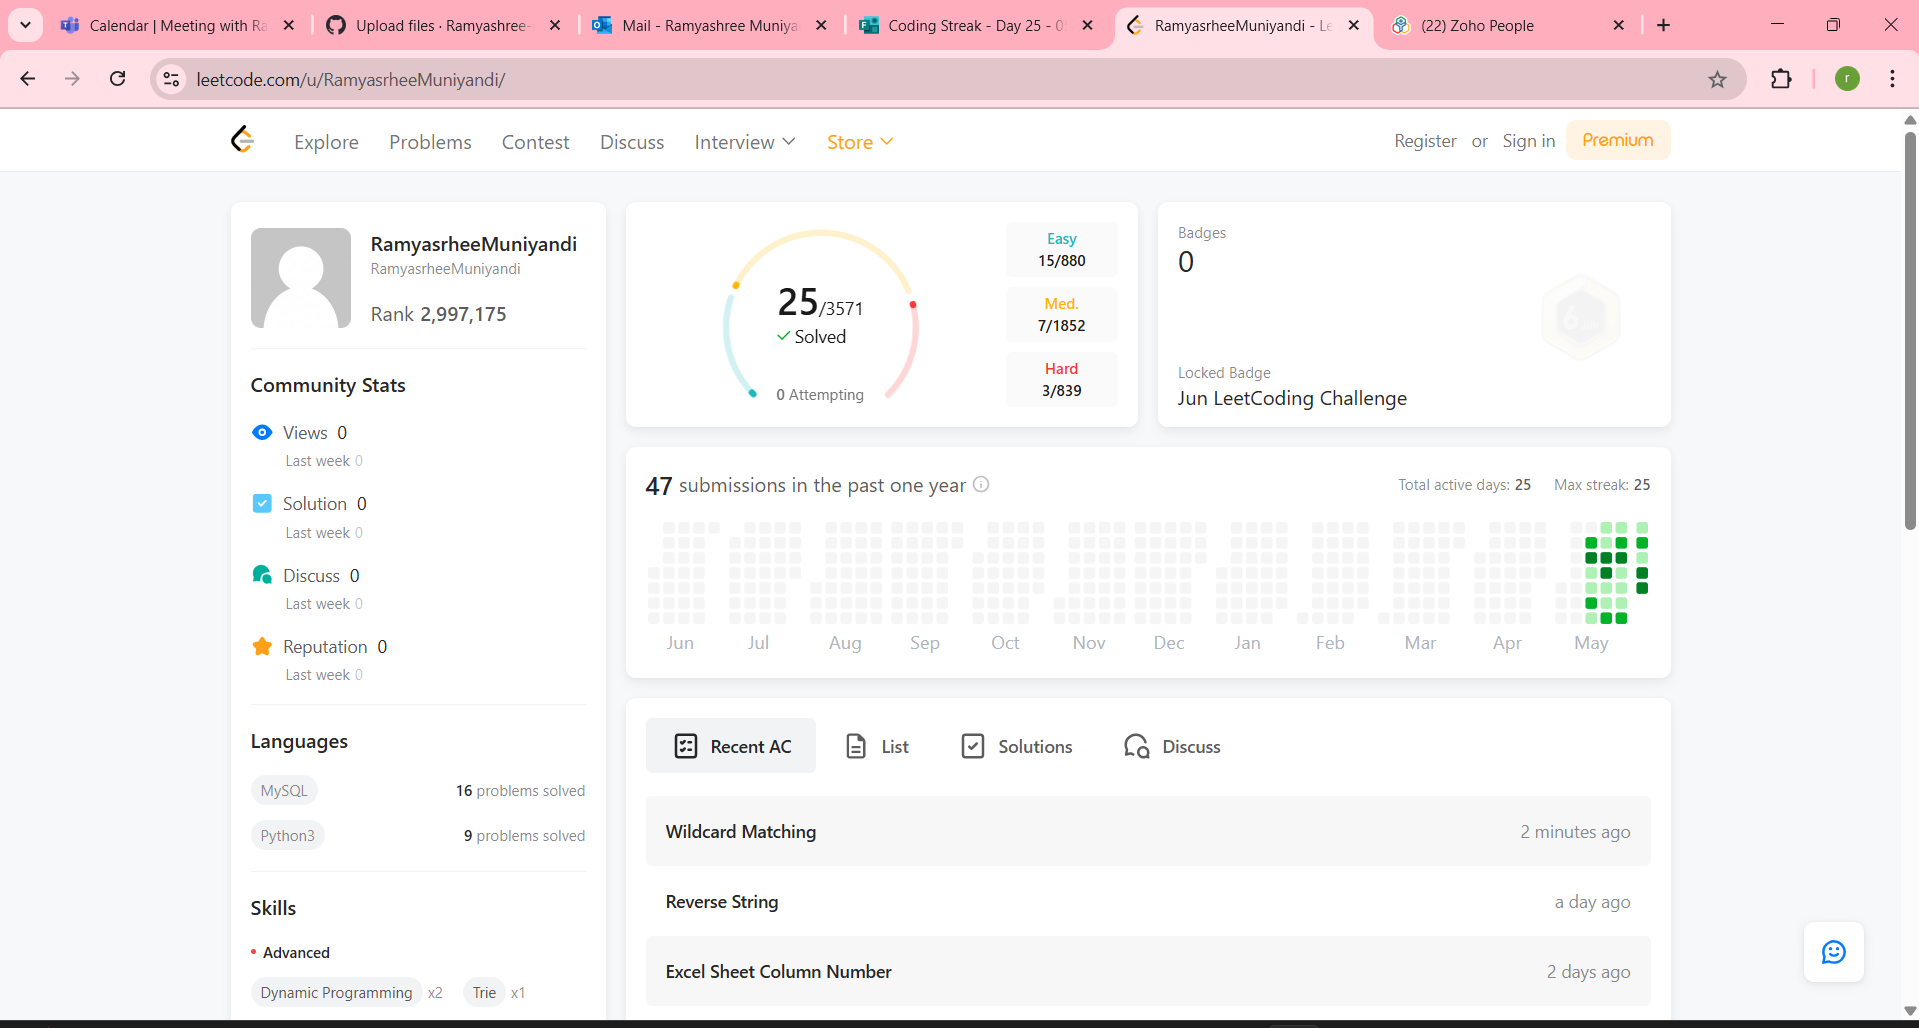 Calendar | Meeting with Ra
Upload files · Ramyashree-
Mail - Ramyashree Muniya
Coding Streak - Day 25 - 0
RamyasrheeMuniyandi - Le
(22) Zoho People
leetcode.com/u/RamyasrheeMuniyandi/
r
Explore Problems Contest Discuss Interview Store
Register or Sign in Premium
RamyasrheeMuniyandi
RamyasrheeMuniyandi
Rank 2,997,175
Community Stats
Views 0
Last week 0
Solution 0
Last week 0
Discuss 0
Last week 0
Reputation 0
Last week 0
Languages
MySQL 16 problems solved
Python3 9 problems solved
Skills
Advanced
Dynamic Programming x2 Trie x1
25/3571
Solved
0 Attempting
Easy
15/880
Med.
7/1852
Hard
3/839
Badges
0
Locked Badge
Jun LeetCoding Challenge
47 submissions in the past one year
Total active days: 25 Max streak: 25
Jun Jul Aug Sep Oct Nov Dec Jan Feb Mar Apr May
Recent AC List Solutions Discuss
Wildcard Matching 2 minutes ago
Reverse String a day ago
Excel Sheet Column Number 2 days ago